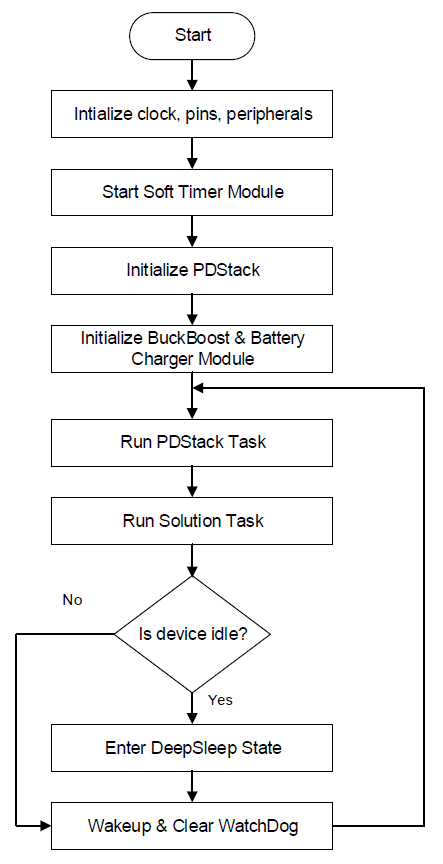 Start
Intialize clock, pins, peripherals
Start Soft Timer Module
Initialize PDStack
Initialize BuckBoost & Battery
Charger Module
Run PDStack Task
Run Solution Task
No
Is device idle?
Yes
Enter DeepSleep State
Wakeup & Clear WatchDog